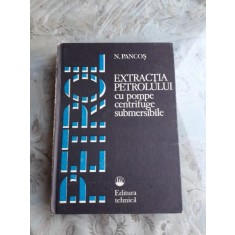 PETROL
N. PANCOȘ
EXTRACȚIA
PETROLULUI
cu pompe
centrifuge
submersibile
Editura
tehnică